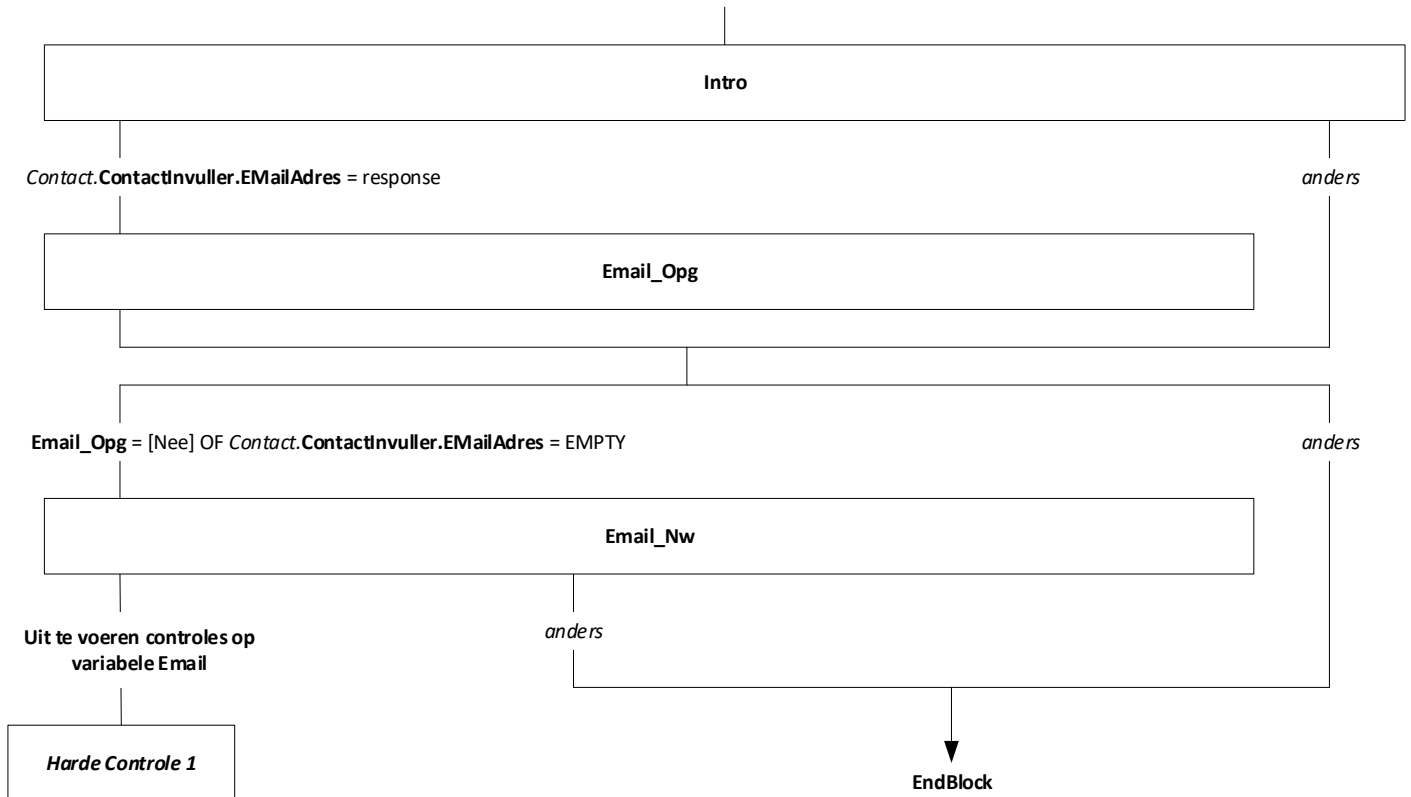 Intro
Contact.ContactInvuller.EMailAdres = response
anders
Email_Opg
Email_Opg = [Nee] OF Contact.ContactInvuller.EMailAdres = EMPTY
anders
Email_Nw
Uit te voeren controles op
variabele Email
anders
Harde Controle 1
EndBlock